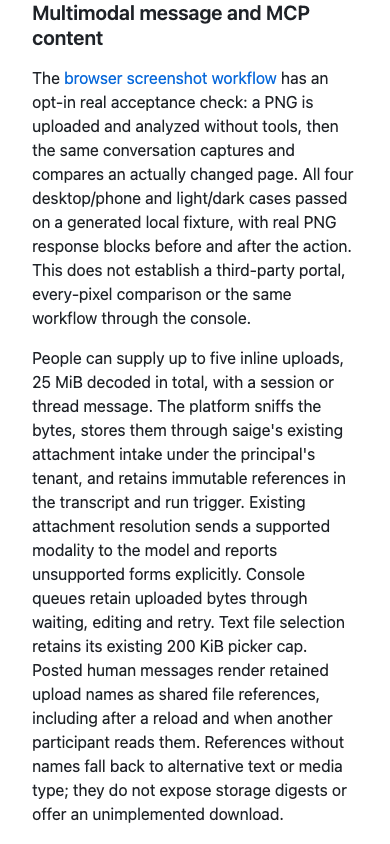 Multimodal message and MCP
content
The browser screenshot workflow has an
opt-in real acceptance check: a PNG is
uploaded and analyzed without tools, then
the same conversation captures and
compares an actually changed page. All four
desktop/phone and light/dark cases passed
on a generated local fixture, with real PNG
response blocks before and after the action.
This does not establish a third-party portal,
every-pixel comparison or the same
workflow through the console.
People can supply up to five inline uploads,
25 MiB decoded in total, with a session or
thread message. The platform sniffs the
bytes, stores them through saige's existing
attachment intake under the principal's
tenant, and retains immutable references in
the transcript and run trigger. Existing
attachment resolution sends a supported
modality to the model and reports
unsupported forms explicitly. Console
queues retain uploaded bytes through
waiting, editing and retry. Text file selection
retains its existing 200 KiB picker cap.
Posted human messages render retained
upload names as shared file references,
including after a reload and when another
participant reads them. References without
names fall back to alternative text or media
type; they do not expose storage digests or
offer an unimplemented download.